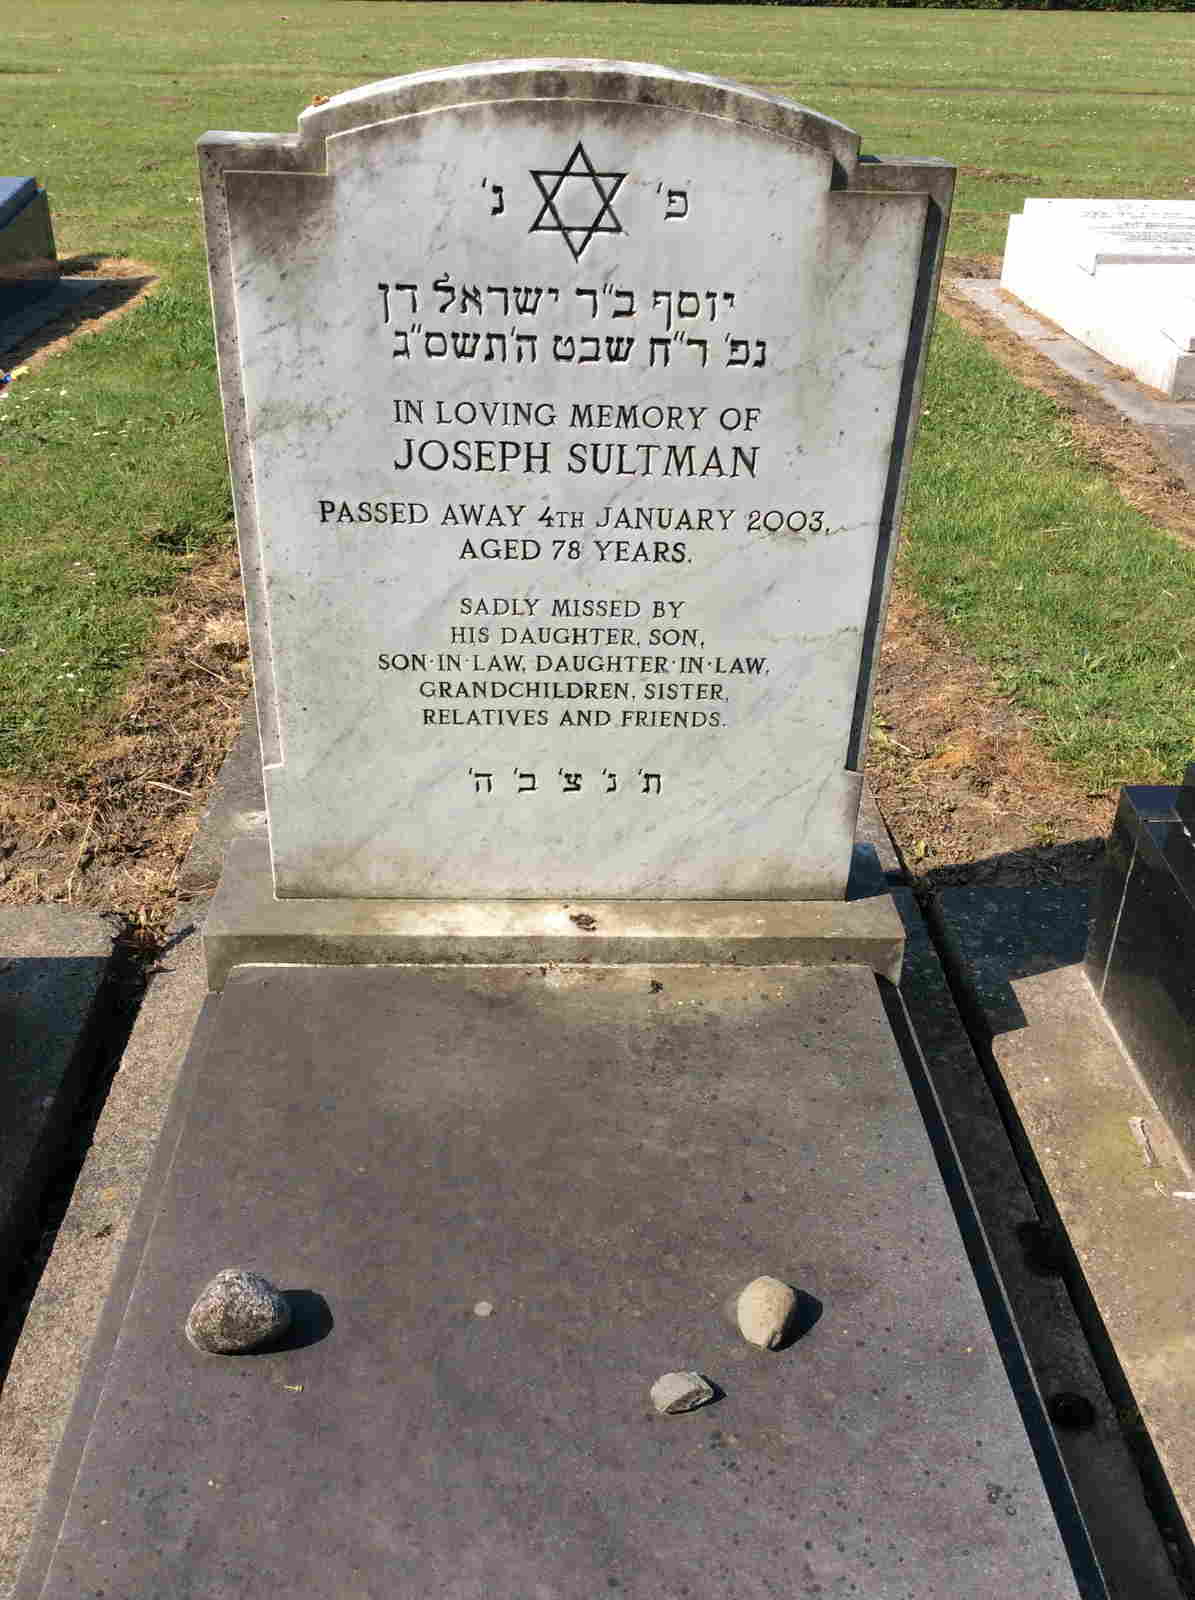 פ' נ'
יוסף ב"ר ישראל דן
נפ' ר"ח שבט ה'תשס"ג
IN LOVING MEMORY OF
JOSEPH SULTMAN
PASSED AWAY 4TH JANUARY 2003,
AGED 78 YEARS.
SADLY MISSED BY
HIS DAUGHTER, SON,
SON·IN·LAW, DAUGHTER·IN·LAW,
GRANDCHILDREN, SISTER,
RELATIVES AND FRIENDS.
ת' נ' צ' ב' ה'